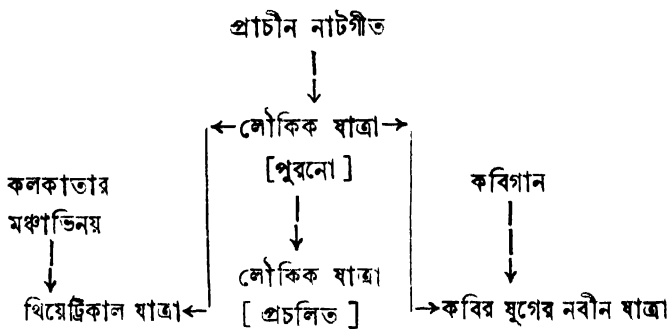 প্রাচীন নাটগীত
লৌকিক যাত্রা
[পুরনো]
কলকাতার
মঞ্চাভিনয়
কবিগান
লৌকিক যাত্রা
[প্রচলিত]
থিয়েট্রিকাল যাত্রা
কবির যুগের নবীন যাত্রা